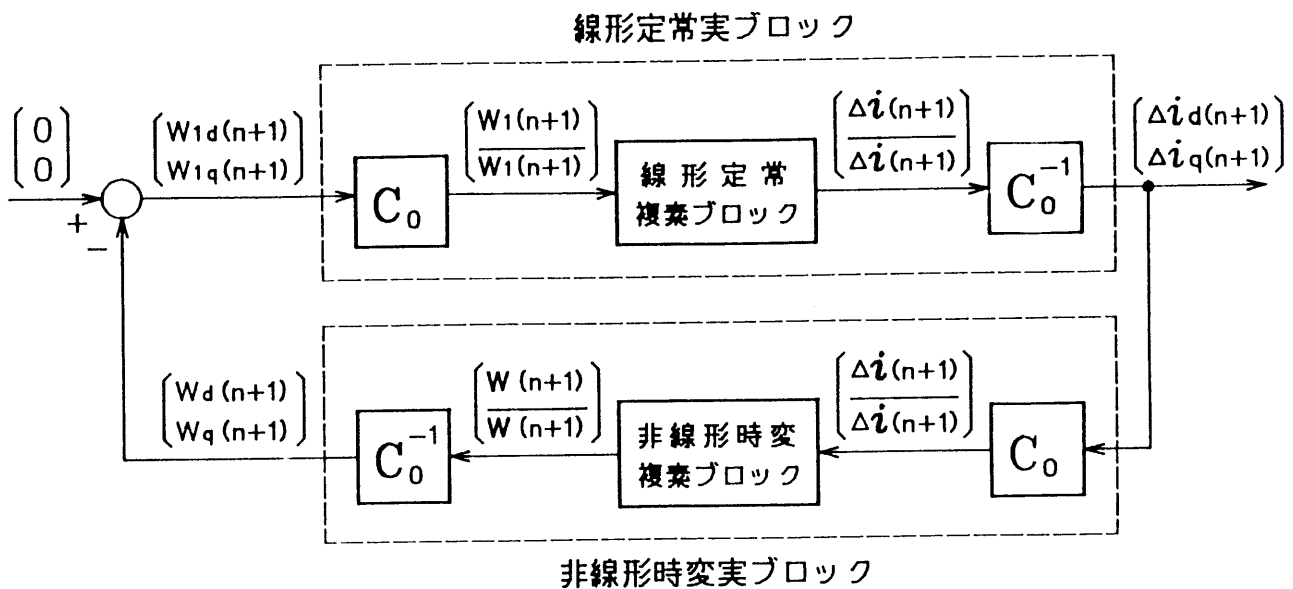 線形定常実ブロック
0
0
+
−
W1d(n+1)
W1q(n+1)
C₀
W1(n+1)
W1(n+1)
線形定常
複素ブロック
Δi(n+1)
Δi(n+1)
C₀⁻¹
Δid(n+1)
Δiq(n+1)
Wd(n+1)
Wq(n+1)
C₀⁻¹
W(n+1)
W(n+1)
非線形時変
複素ブロック
Δi(n+1)
Δi(n+1)
C₀
非線形時変実ブロック